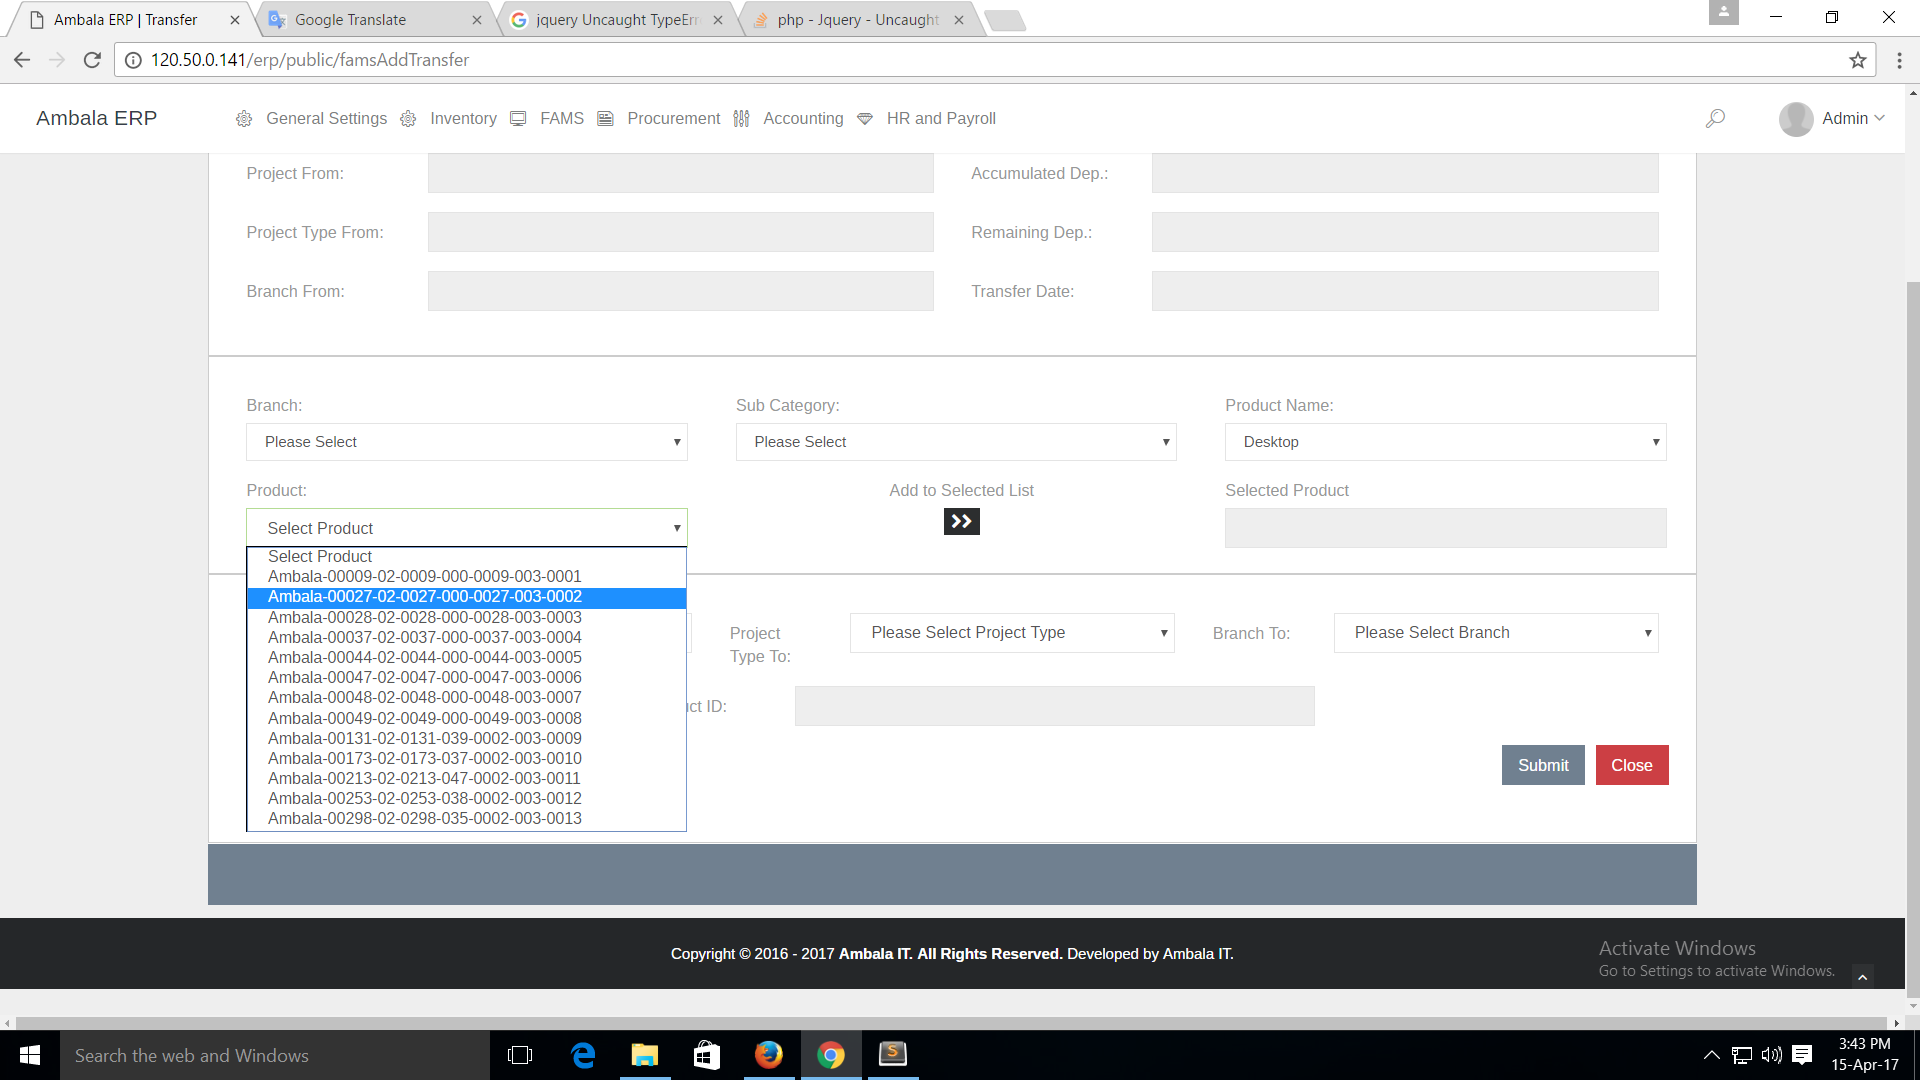 Ambala ERP | Transfer
Google Translate
jquery Uncaught TypeErr
php - Jquery - Uncaught
120.50.0.141/erp/public/famsAddTransfer
Ambala ERP
General Settings
Inventory
FAMS
Procurement
Accounting
HR and Payroll
Admin
Project From:
Accumulated Dep.:
Project Type From:
Remaining Dep.:
Branch From:
Transfer Date:
Branch:
Sub Category:
Product Name:
Please Select
Please Select
Desktop
Product:
Add to Selected List
Selected Product
Select Product
Select Product
Ambala-00009-02-0009-000-0009-003-0001
Ambala-00027-02-0027-000-0027-003-0002
Ambala-00028-02-0028-000-0028-003-0003
Ambala-00037-02-0037-000-0037-003-0004
Ambala-00044-02-0044-000-0044-003-0005
Ambala-00047-02-0047-000-0047-003-0006
Ambala-00048-02-0048-000-0048-003-0007
Ambala-00049-02-0049-000-0049-003-0008
Ambala-00131-02-0131-039-0002-003-0009
Ambala-00173-02-0173-037-0002-003-0010
Ambala-00213-02-0213-047-0002-003-0011
Ambala-00253-02-0253-038-0002-003-0012
Ambala-00298-02-0298-035-0002-003-0013
Project
Type To:
Please Select Project Type
Branch To:
Please Select Branch
ct ID:
Submit
Close
Copyright © 2016 - 2017 Ambala IT. All Rights Reserved. Developed by Ambala IT.
Activate Windows
Go to Settings to activate Windows.
Search the web and Windows
3:43 PM
15-Apr-17